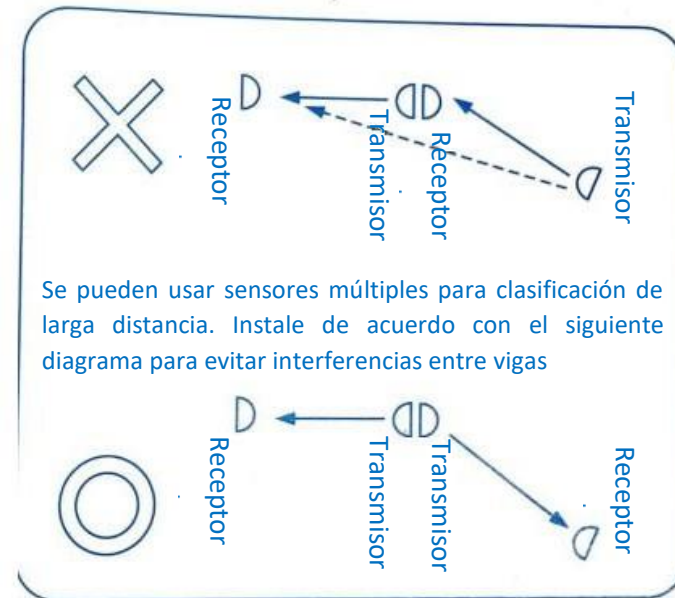 Receptor
Transmisor
Receptor
Transmisor
Se pueden usar sensores múltiples para clasificación de
larga distancia. Instale de acuerdo con el siguiente
diagrama para evitar interferencias entre vigas
Receptor
Transmisor
Transmisor
Receptor